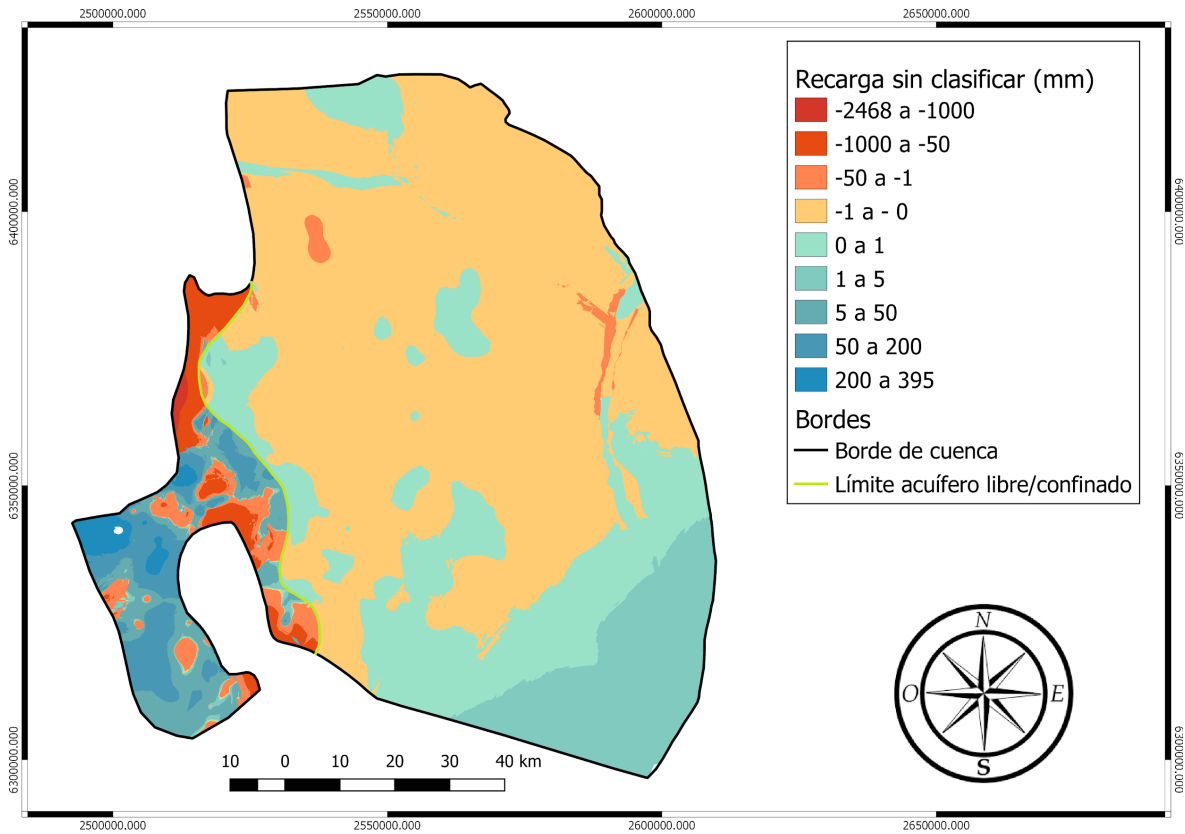 2500000.000 2550000.000 2600000.000 2650000.000
Recarga sin clasificar (mm)
-2468 a -1000
-1000 a -50
-50 a -1
-1 a - 0
0 a 1
1 a 5
5 a 50
50 a 200
200 a 395
Bordes
Borde de cuenca
Límite acuífero libre/confinado
6400000.000
6350000.000
6300000.000
6400000.000
6350000.000
6300000.000
N
O
E
S
10 0 10 20 30 40 km
2500000.000 2550000.000 2600000.000 2650000.000